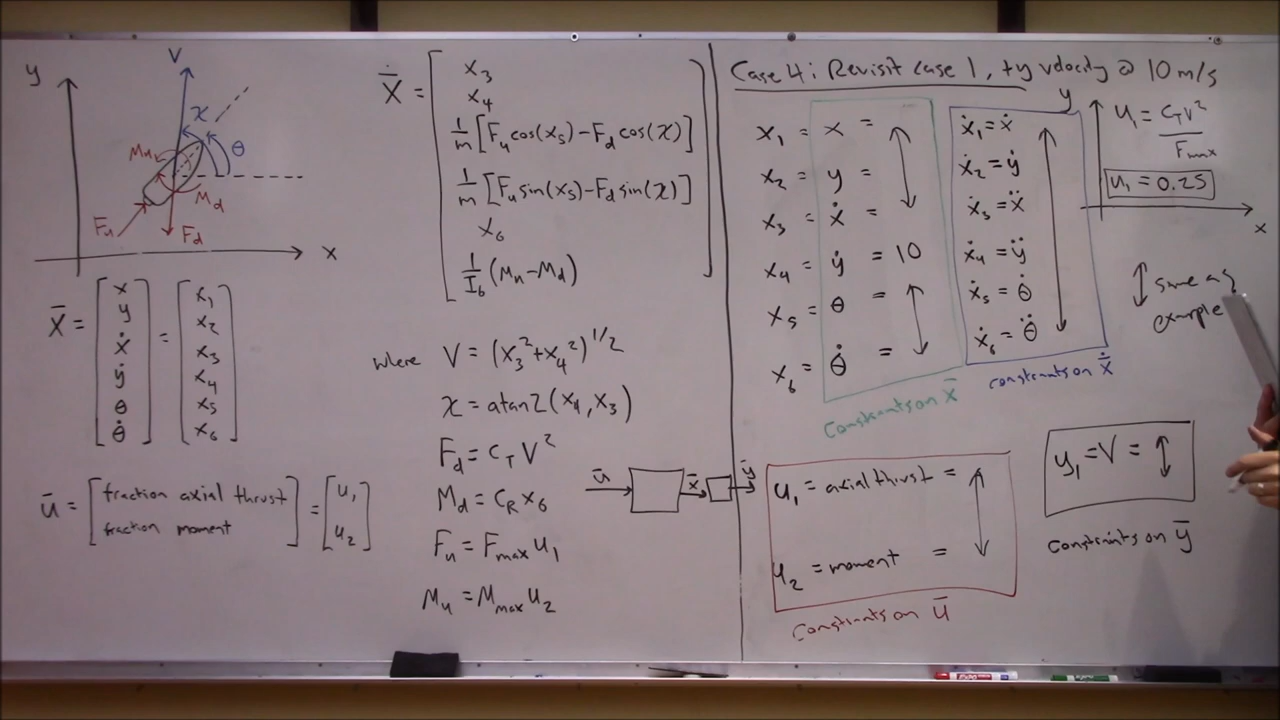 y
V
χ
θ
M_u
M_d
F_u
F_d
x
X̄ = [x
y
ẋ
ẏ
θ
θ̇] = [x₁
x₂
x₃
x₄
x₅
x₆]
ū = [fraction axial thrust
fraction moment] = [u₁
u₂]
Ẋ̄ = [x₃
x₄
1/m [F_u cos(x₅) - F_d cos(χ)]
1/m [F_u sin(x₅) - F_d sin(χ)]
x₆
1/I_b (M_u - M_d)]
where V = (x₃² + x₄²)^1/2
χ = atan2(x₄, x₃)
F_d = C_T V²
M_d = C_R x₆
F_u = F_max u₁
M_u = M_max u₂
ū
x̄
ȳ
Case 4: Revisit case 1, +y velocity @ 10 m/s
x₁ = x =
x₂ = y =
x₃ = ẋ =
x₄ = ẏ = 10
x₅ = θ =
x₆ = θ̇ =
Constraints on x̄
ẋ₁ = ẋ
ẋ₂ = ẏ
ẋ₃ = ẍ
ẋ₄ = ÿ
ẋ₅ = θ̇
ẋ₆ = θ̈
constraints on ẋ̄
y
u₁ = C_T V² / F_max
u₁ = 0.25
x
↕ same as
example
u₁ = axial thrust =
u₂ = moment =
Constraints on ū
y₁ = V = ↕
Constraints on ȳ
EXPO